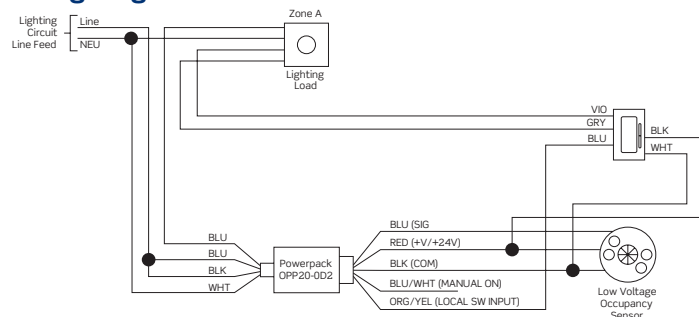 Zone A
Lighting
Circuit
Line Feed
Line
NEU
Lighting
Load
VIO
GRY
BLU
BLK
WHT
BLU
BLU
BLK
WHT
Powerpack
OPP20-0D2
BLU (SIG
RED (+V/+24V)
BLK (COM)
BLU/WHT (MANUAL ON)
ORG/YEL (LOCAL SW INPUT)
Low Voltage
Occupancy
Sensor